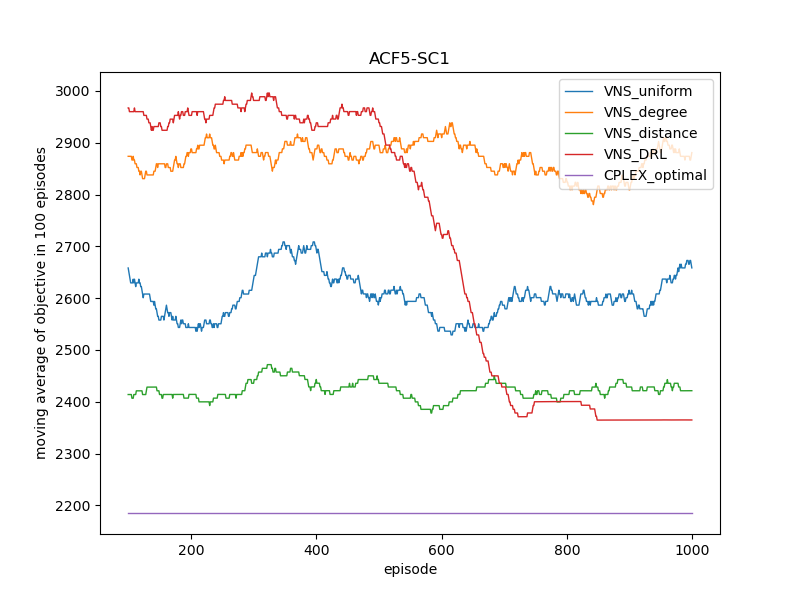 ACF5-SC1
moving average of objective in 100 episodes
3000
2900
2800
2700
2600
2500
2400
2300
2200
VNS_uniform
VNS_degree
VNS_distance
VNS_DRL
CPLEX_optimal
200 400 600 800 1000
episode